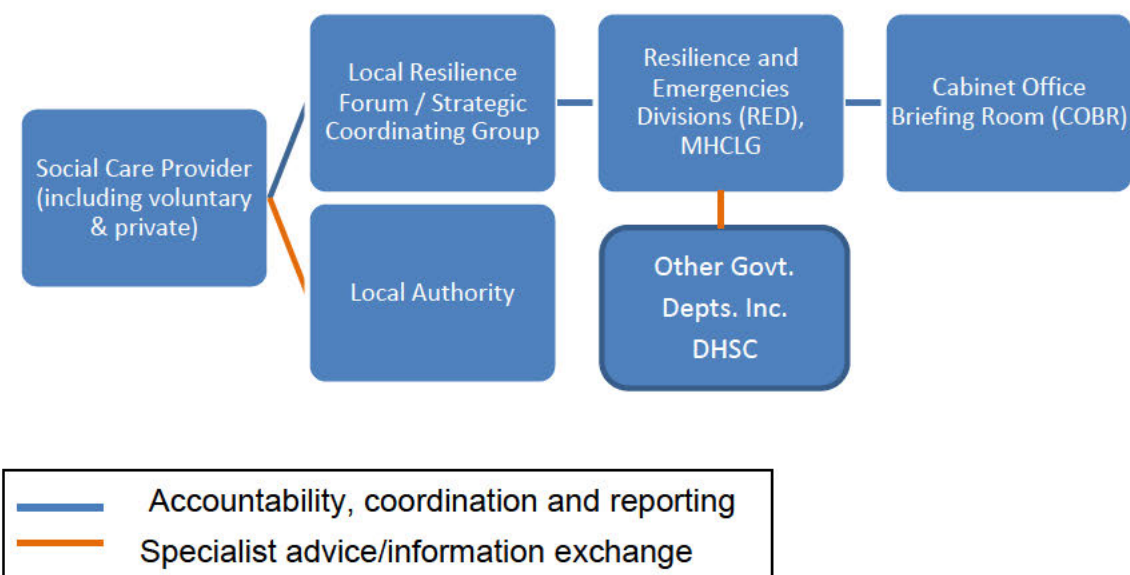 Social Care Provider
(including voluntary
& private)
Local Resilience
Forum / Strategic
Coordinating Group
Local Authority
Resilience and
Emergencies
Divisions (RED),
MHCLG
Other Govt.
Depts. Inc.
DHSC
Cabinet Office
Briefing Room (COBR)
Accountability, coordination and reporting
Specialist advice/information exchange